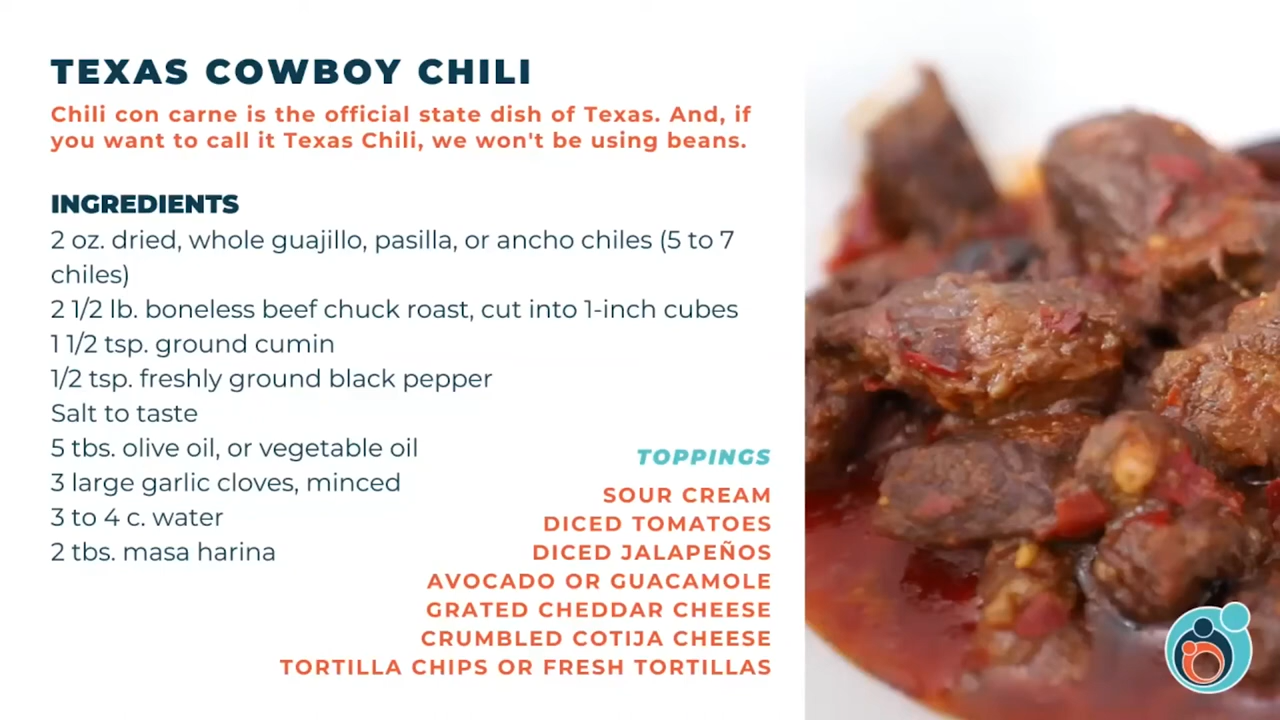 TEXAS COWBOY CHILI
Chili con carne is the official state dish of Texas. And, if
you want to call it Texas Chili, we won't be using beans.
INGREDIENTS
2 oz. dried, whole guajillo, pasilla, or ancho chiles (5 to 7
chiles)
2 1/2 lb. boneless beef chuck roast, cut into 1-inch cubes
1 1/2 tsp. ground cumin
1/2 tsp. freshly ground black pepper
Salt to taste
5 tbs. olive oil, or vegetable oil
3 large garlic cloves, minced
3 to 4 c. water
2 tbs. masa harina
TOPPINGS
SOUR CREAM
DICED TOMATOES
DICED JALAPEÑOS
AVOCADO OR GUACAMOLE
GRATED CHEDDAR CHEESE
CRUMBLED COTIJA CHEESE
TORTILLA CHIPS OR FRESH TORTILLAS